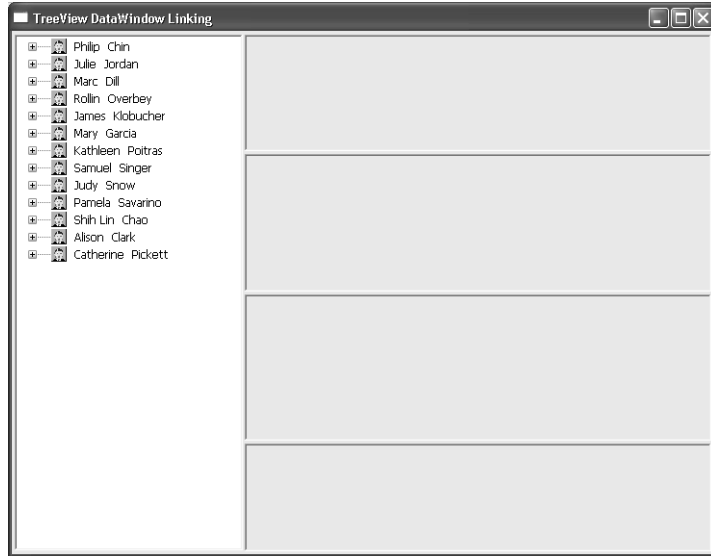 TreeView DataWindow Linking
Philip Chin
Julie Jordan
Marc Dill
Rollin Overbey
James Klobucher
Mary Garcia
Kathleen Poitras
Samuel Singer
Judy Snow
Pamela Savarino
Shih Lin Chao
Alison Clark
Catherine Pickett